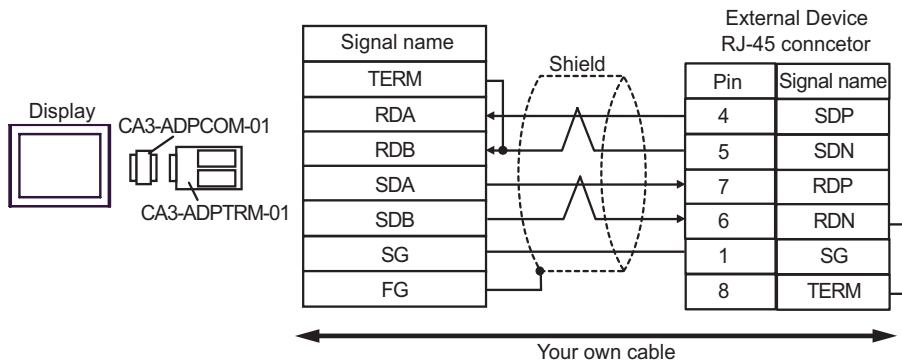 External Device
RJ-45 conncetor
Signal name
Shield
Pin
Signal name
TERM
Display
CA3-ADPCOM-01
CA3-ADPTRM-01
RDA
4
SDP
RDB
5
SDN
SDA
7
RDP
SDB
6
RDN
SG
1
SG
FG
8
TERM
Your own cable